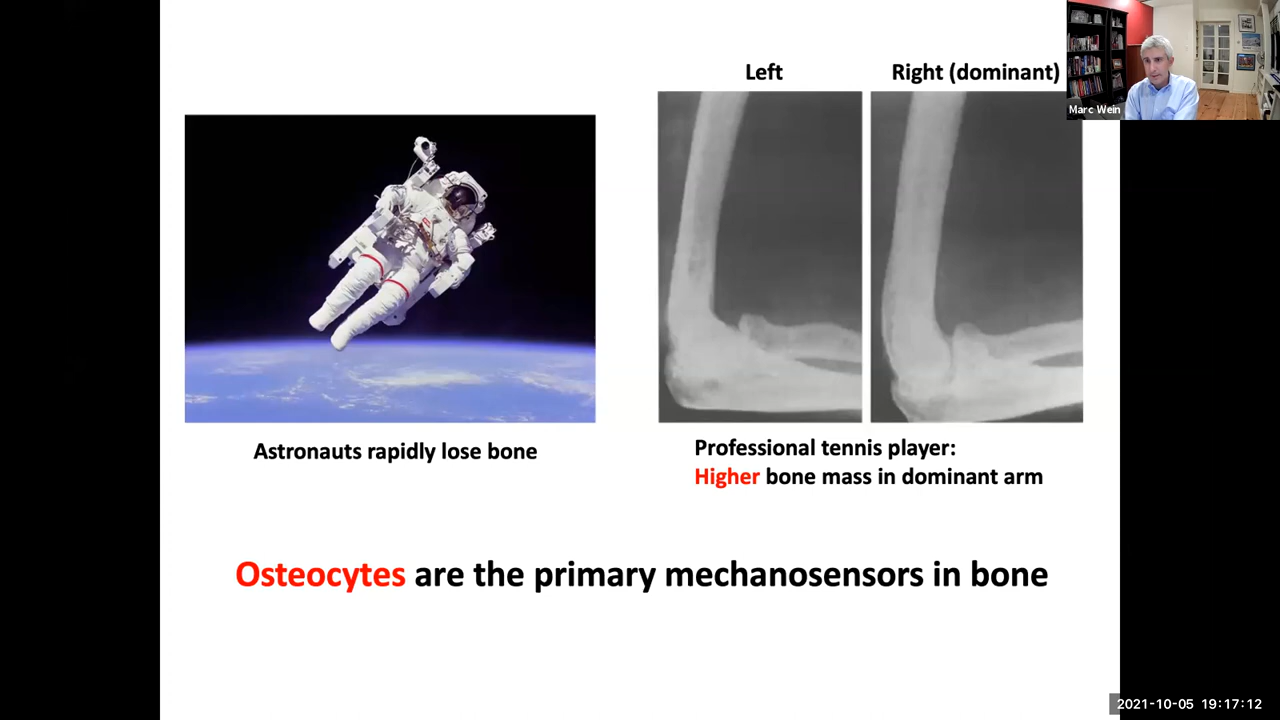 Left
Right (dominant)
Marc Wein
Astronauts rapidly lose bone
Professional tennis player:
Higher bone mass in dominant arm
Osteocytes are the primary mechanosensors in bone
2021-10-05 19:17:12